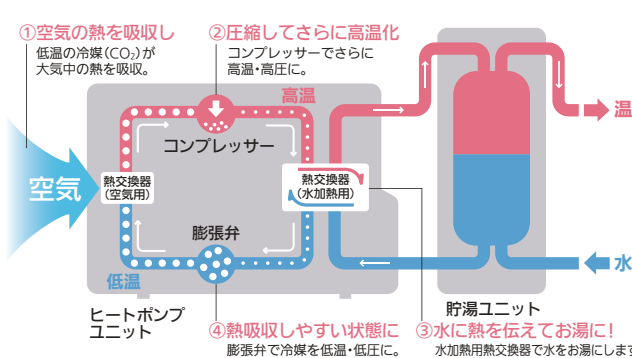 ①空気の熱を吸収し
低温の冷媒(CO₂)が
大気中の熱を吸収。
②圧縮してさらに高温化
コンプレッサーでさらに
高温・高圧に。
高温
コンプレッサー
空気
熱交換器
(空気用)
熱交換器
(水加熱用)
温
膨張弁
低温
水
ヒートポンプ
ユニット
貯湯ユニット
④熱吸収しやすい状態に
膨張弁で冷媒を低温・低圧に。
③水に熱を伝えてお湯に!
水加熱用熱交換器で水をお湯にします